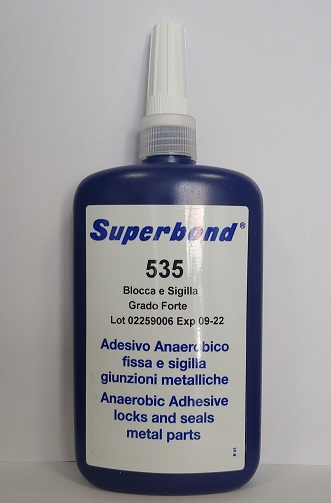 Superbond®
535
Blocca e Sigilla
Grado Forte
Lot 02259006 Exp 09-22
Adesivo Anaerobico
fissa e sigilla
giunzioni metalliche
Anaerobic Adhesive
locks and seals
metal parts